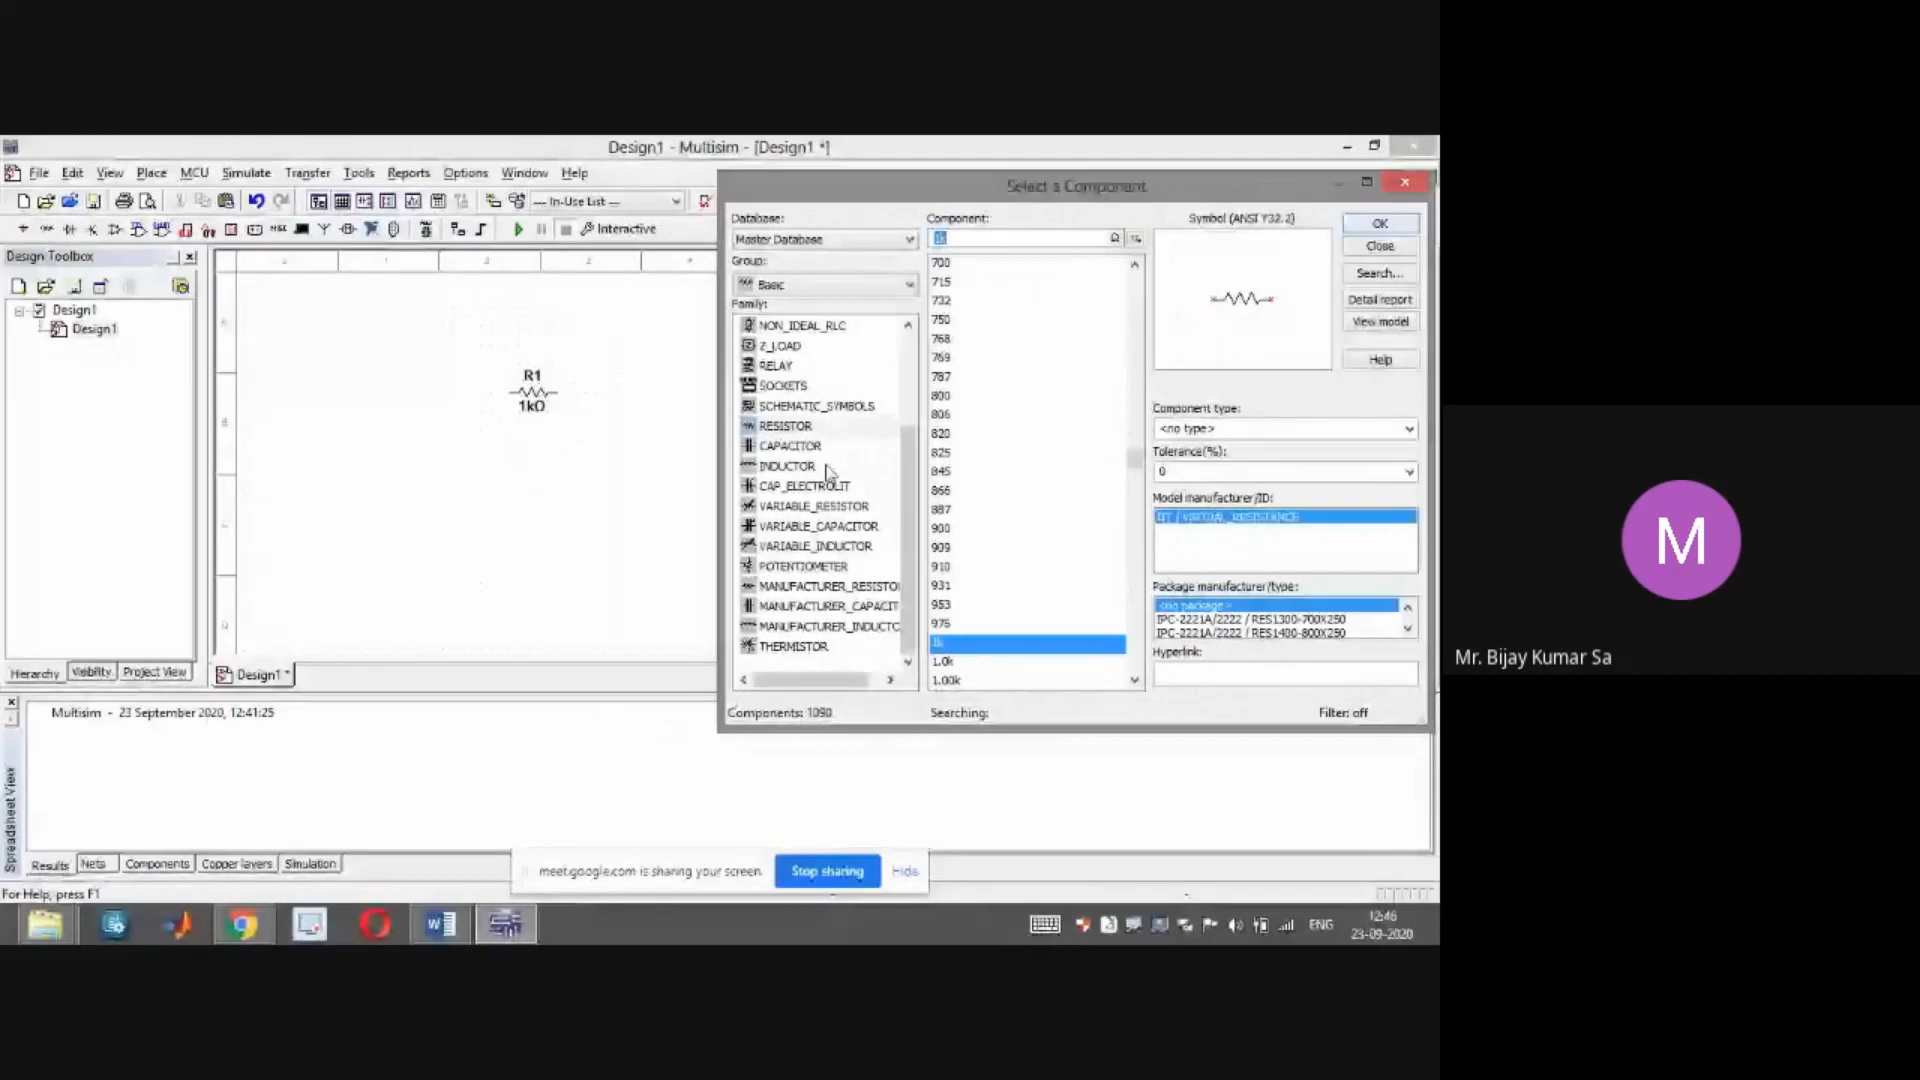 Design1 - Multisim - [Design1 *]
File Edit View Place MCU Simulate Transfer Tools Reports Options Window Help
--- In-Use List ---
Interactive
Design Toolbox
Design1
Design1
Hierarchy Visibility Project View
R1
1kΩ
Design1 *
Select a Component
Database:
Master Database
Group:
Basic
Family:
NON_IDEAL_RLC
Z_LOAD
RELAY
SOCKETS
SCHEMATIC_SYMBOLS
RESISTOR
CAPACITOR
INDUCTOR
CAP_ELECTROLIT
VARIABLE_RESISTOR
VARIABLE_CAPACITOR
VARIABLE_INDUCTOR
POTENTIOMETER
MANUFACTURER_RESISTO
MANUFACTURER_CAPACIT
MANUFACTURER_INDUCTO
THERMISTOR
Components: 1090
Component:
1k
700
715
732
750
768
769
787
800
806
820
825
845
866
887
900
909
910
931
953
976
1k
1.0k
1.00k
Searching:
Symbol (ANSI Y32.2)
OK
Close
Search...
Detail report
View model
Help
Component type:
<no type>
Tolerance(%):
0
Model manufacturer/ID:
IIT / VIRTUAL_RESISTANCE
Package manufacturer/type:
<no package>
IPC-2221A/2222 / RES1300-700X250
IPC-2221A/2222 / RES1400-800X250
Hyperlink:
Filter: off
Multisim - 23 September 2020, 12:41:25
Spreadsheet View
Results Nets Components Copper layers Simulation
For Help, press F1
meet.google.com is sharing your screen
Stop sharing
Hide
ENG
12:46
23-09-2020
M
Mr. Bijay Kumar Sa